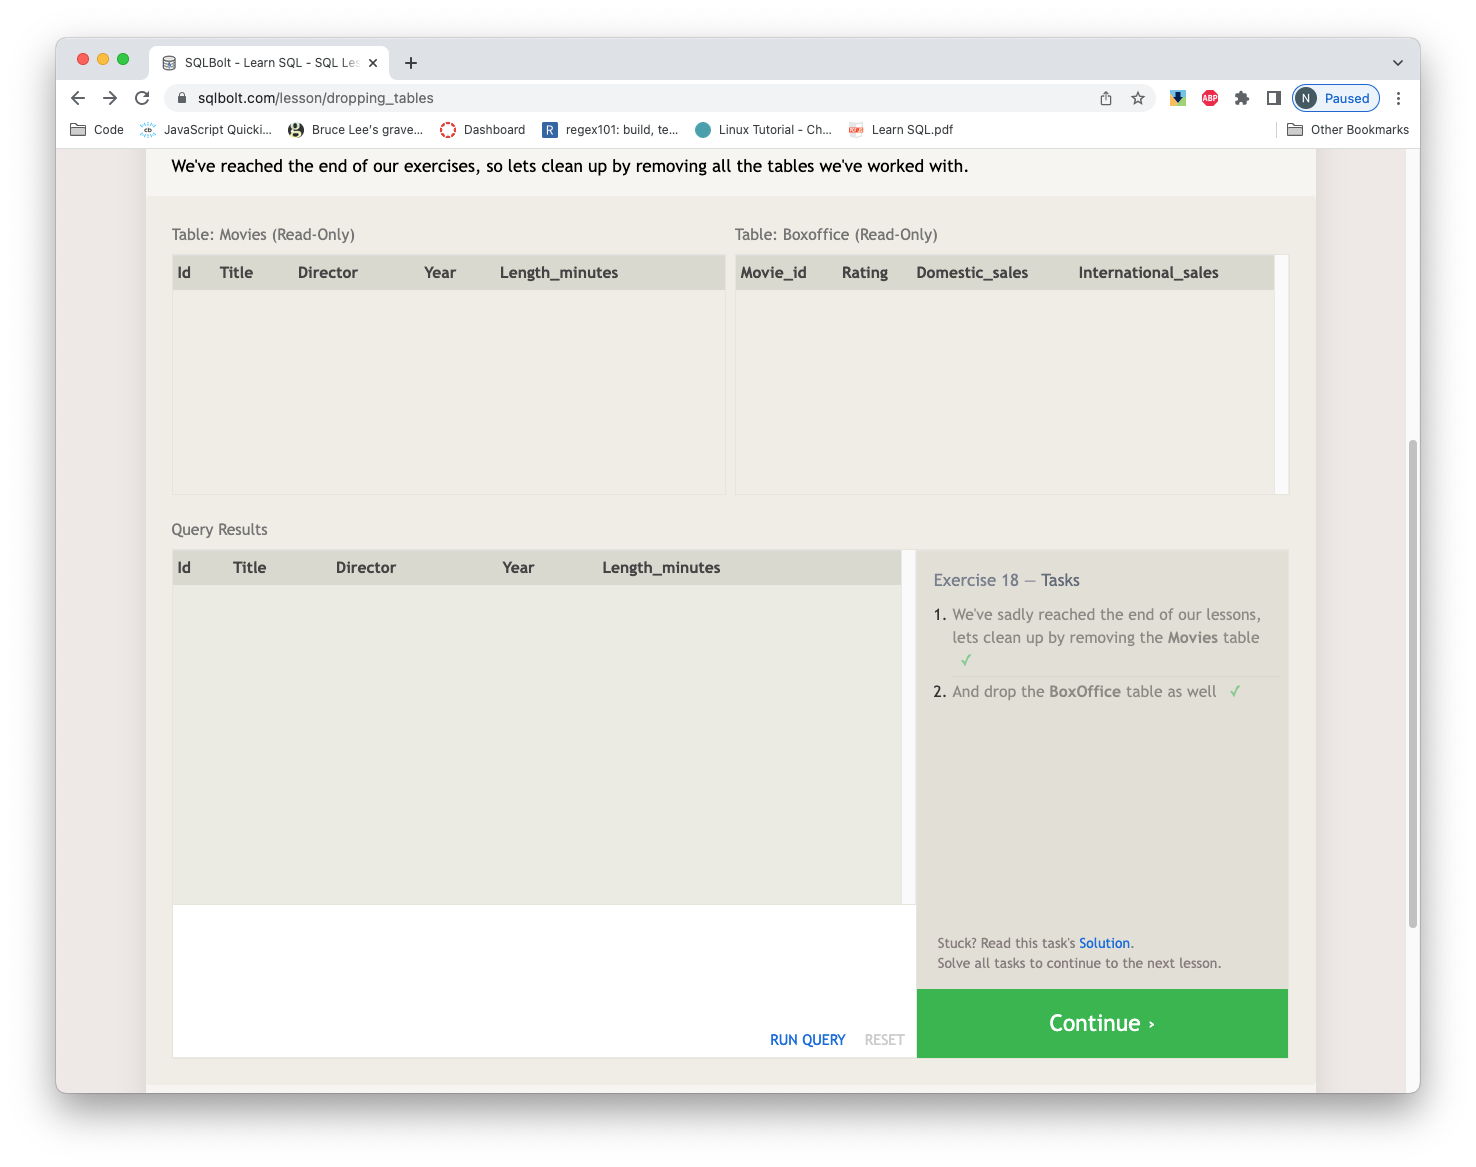 SQLBolt - Learn SQL - SQL Les
sqlbolt.com/lesson/dropping_tables
ABP
N Paused
Code
JavaScript Quicki...
Bruce Lee's grave...
Dashboard
R regex101: build, te...
Linux Tutorial - Ch...
Learn SQL.pdf
Other Bookmarks
We've reached the end of our exercises, so lets clean up by removing all the tables we've worked with.
Table: Movies (Read-Only)
Id Title Director Year Length_minutes
Table: Boxoffice (Read-Only)
Movie_id Rating Domestic_sales International_sales
Query Results
Id Title Director Year Length_minutes
Exercise 18 — Tasks
1. We've sadly reached the end of our lessons,
lets clean up by removing the Movies table
✓
2. And drop the BoxOffice table as well ✓
Stuck? Read this task's Solution.
Solve all tasks to continue to the next lesson.
RUN QUERY RESET
Continue ›